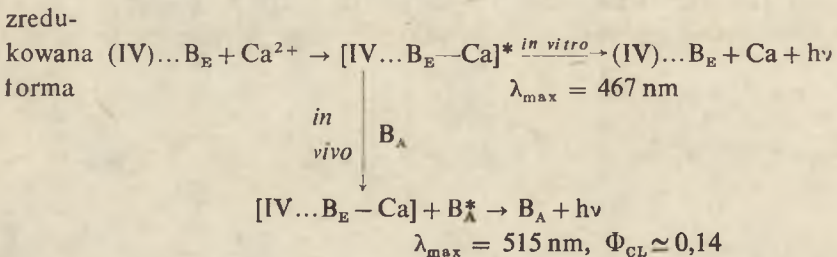 zredu-
kowana (IV)...B_E + Ca²⁺ → [IV...B_E—Ca]* in vitro → (IV)...B_E + Ca + hν
forma
λ_max = 467 nm
in
vivo
B_A
[IV...B_E – Ca] + B_A* → B_A + hν
λ_max = 515 nm, Φ_CL ≃ 0,14